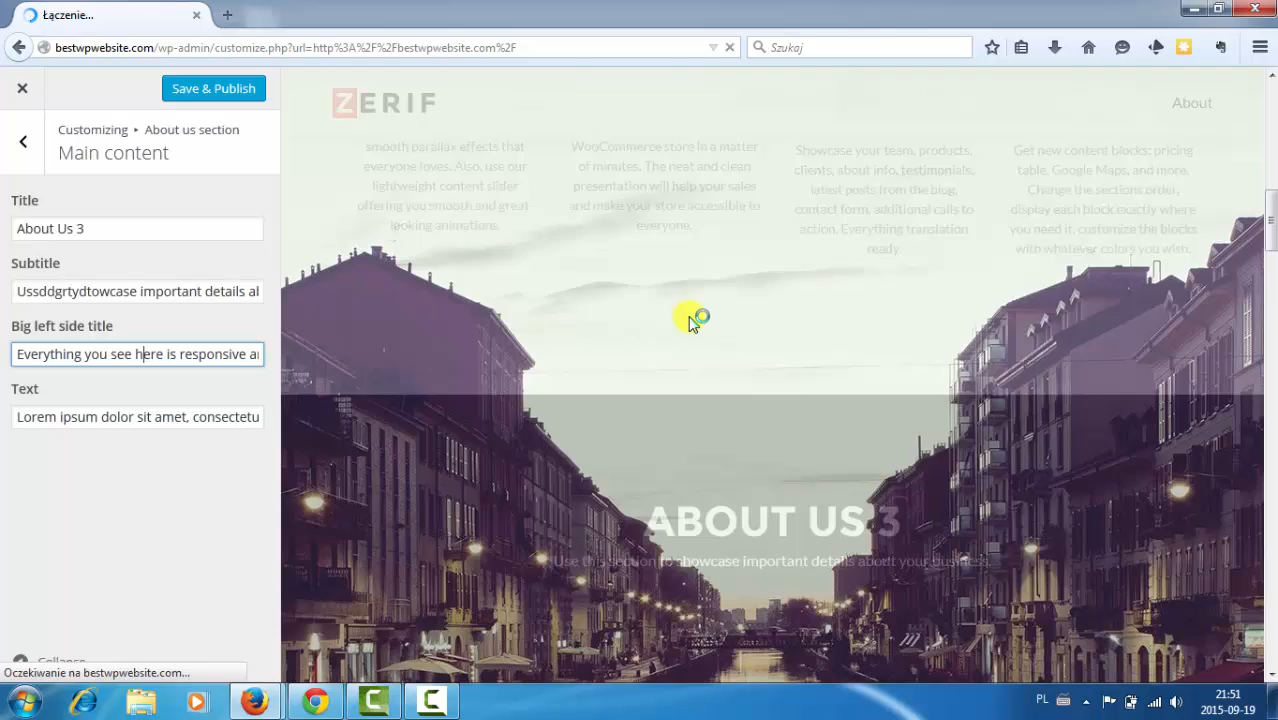 Łączenie...
bestwpwebsite.com/wp-admin/customize.php?url=http%3A%2F%2Fbestwpwebsite.com%2F
Szukaj
Save & Publish
Customizing ▸ About us section
Main content
Title
About Us 3
Subtitle
Ussddgrtydtowcase important details al
Big left side title
Everything you see here is responsive a
Text
Lorem ipsum dolor sit amet, consectetu
Collapse
Oczekiwanie na bestwpwebsite.com...
ZERIF
About
smooth parallax effects that
everyone loves. Also, use our
lightweight content slider
offering you smooth and great-
looking animations.
WooCommerce store in a matter
of minutes. The neat and clean
presentation will help your sales
and make your store accessible to
everyone.
Showcase your team, products,
clients, about info, testimonials,
latest posts from the blog,
contact form, additional calls to
action. Everything translation
ready.
Get new content blocks: pricing
table, Google Maps, and more.
Change the sections order,
display each block exactly where
you need it, customize the blocks
with whatever colors you wish.
ABOUT US 3
Use this section to showcase important details about your business.
PL
21:51
2015-09-19